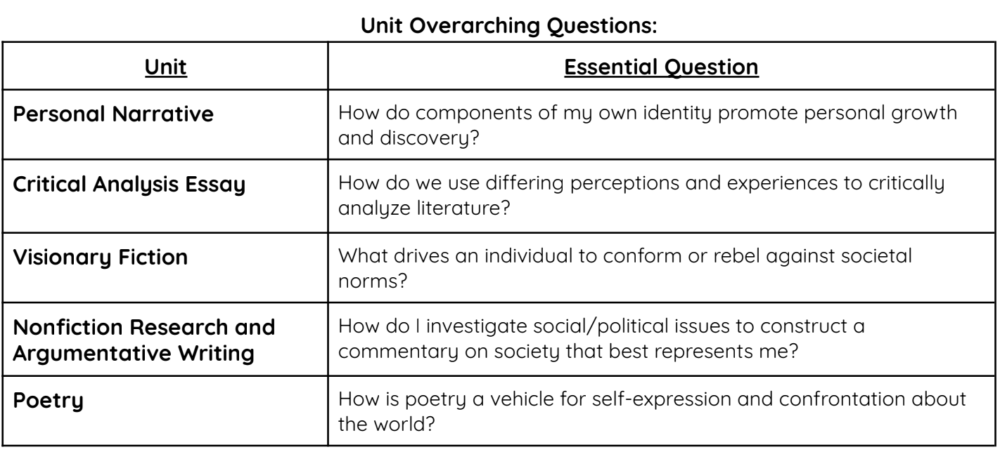 Unit Overarching Questions:
Unit
Essential Question
Personal Narrative
How do components of my own identity promote personal growth
and discovery?
Critical Analysis Essay
How do we use differing perceptions and experiences to critically
analyze literature?
Visionary Fiction
What drives an individual to conform or rebel against societal
norms?
Nonfiction Research and
Argumentative Writing
How do I investigate social/political issues to construct a
commentary on society that best represents me?
Poetry
How is poetry a vehicle for self-expression and confrontation about
the world?